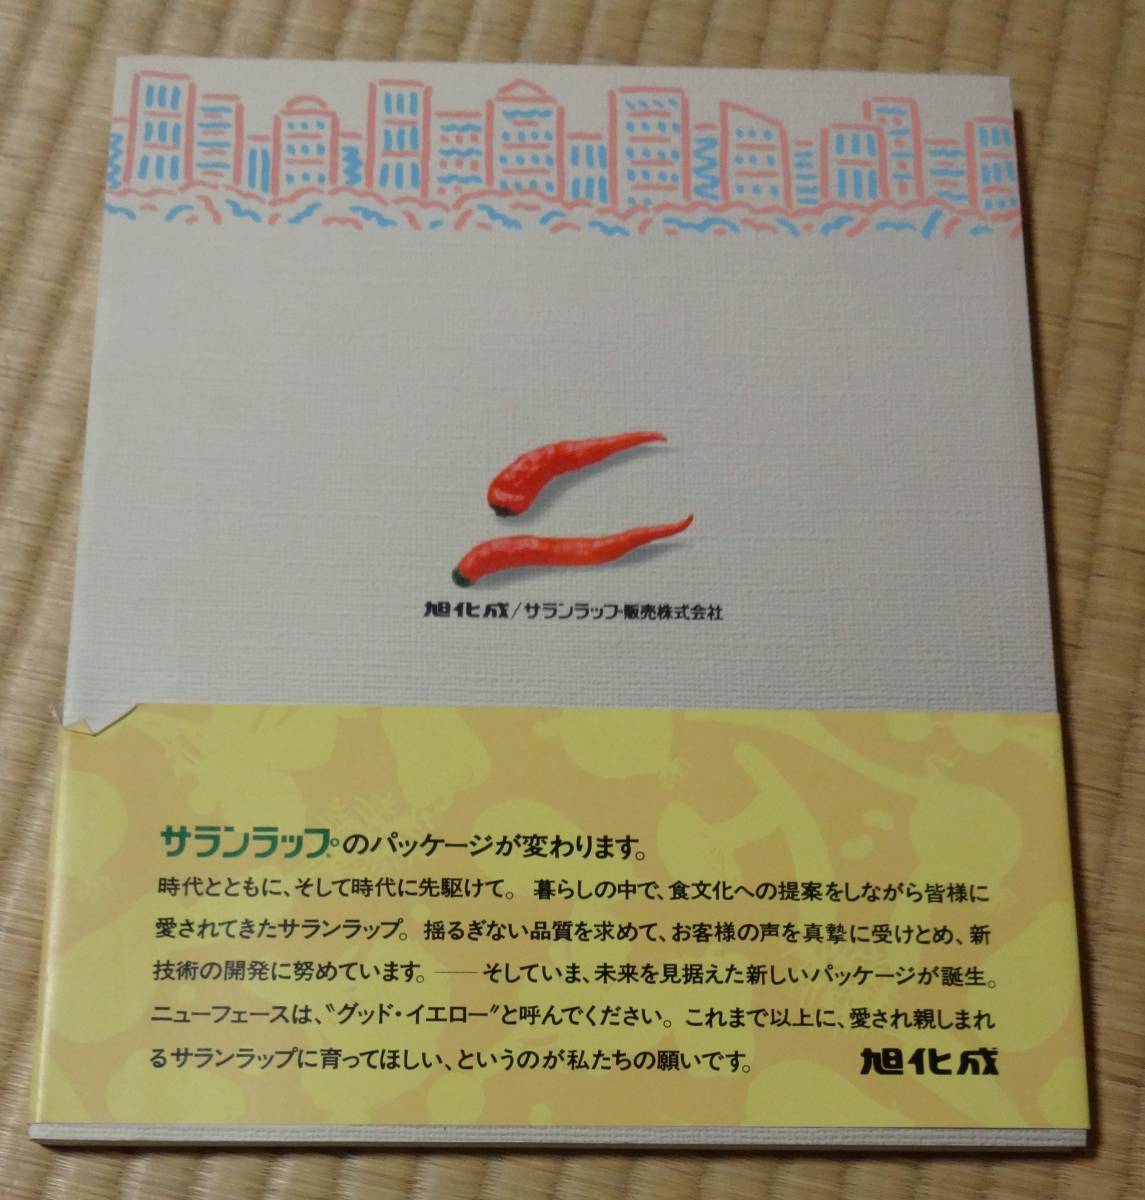 旭化成/サランラップ販売株式会社
サランラップ®のパッケージが変わります。
時代とともに、そして時代に先駆けて。 暮らしの中で、食文化への提案をしながら皆様に
愛されてきたサランラップ。 揺るぎない品質を求めて、お客様の声を真摯に受けとめ、新
技術の開発に努めています。──そしていま、未来を見据えた新しいパッケージが誕生。
ニューフェースは、〝グッド・イエロー〟と呼んでください。これまで以上に、愛され親しまれ
るサランラップに育ってほしい、というのが私たちの願いです。
旭化成